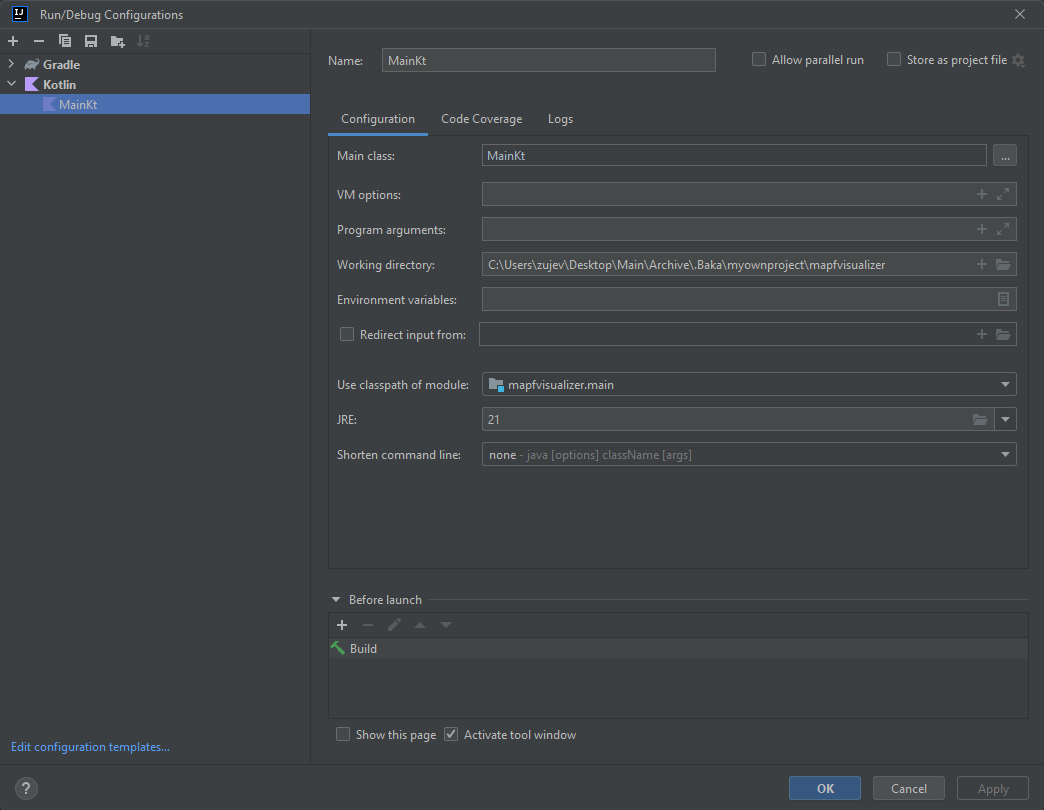 IJ Run/Debug Configurations
Gradle
Kotlin
MainKt
Name: MainKt Allow parallel run Store as project file
Configuration Code Coverage Logs
Main class: MainKt ...
VM options:
Program arguments:
Working directory: C:\Users\zujev\Desktop\Main\Archive\.Baka\myownproject\mapfvisualizer
Environment variables:
Redirect input from:
Use classpath of module: mapfvisualizer.main
JRE: 21
Shorten command line: none - java [options] className [args]
Before launch
Build
Show this page Activate tool window
Edit configuration templates...
? OK Cancel Apply